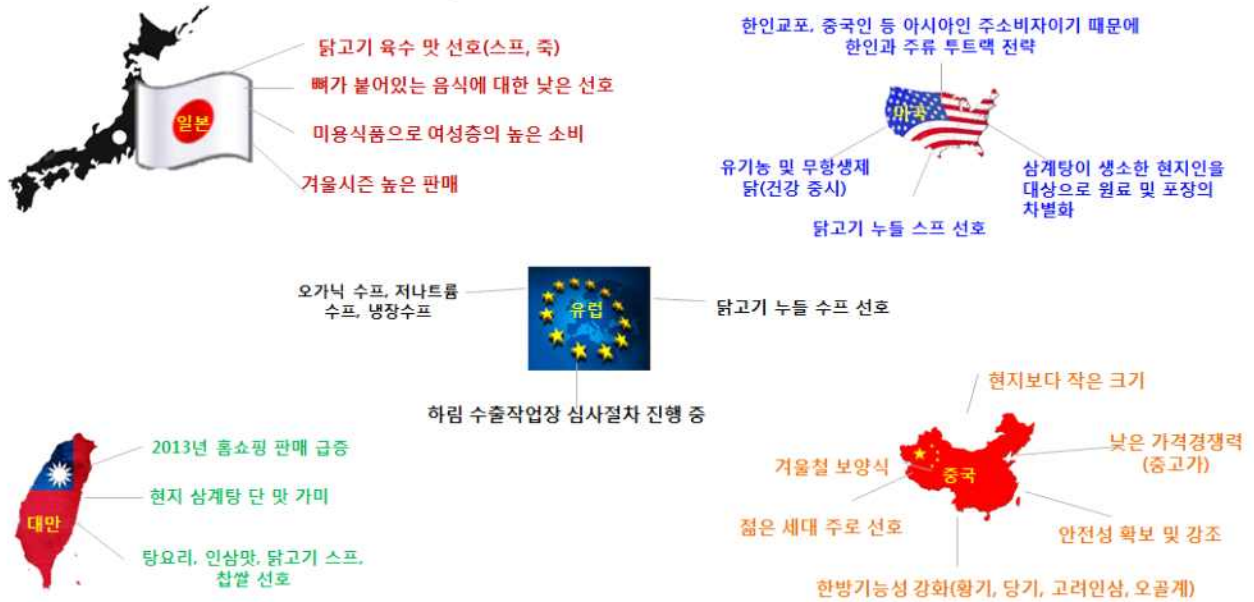 닭고기 육수 맛 선호(스프, 죽)
뼈가 붙어있는 음식에 대한 낮은 선호
일본
미용식품으로 여성층의 높은 소비
겨울시즌 높은 판매
한인교포, 중국인 등 아시아인 주소비자이기 때문에
한인과 주류 투트랙 전략
미국
유기농 및 무항생제
닭(건강 중시)
삼계탕이 생소한 현지인을
대상으로 원료 및 포장의
차별화
닭고기 누들 스프 선호
오가닉 수프, 저나트륨
수프, 냉장수프
유럽
닭고기 누들 수프 선호
하림 수출작업장 심사절차 진행 중
2013년 홈쇼핑 판매 급증
현지 삼계탕 단 맛 가미
대만
탕요리, 인삼맛, 닭고기 스프,
찹쌀 선호
현지보다 작은 크기
낮은 가격경쟁력
(중고가)
겨울철 보양식
중국
젊은 세대 주로 선호
안전성 확보 및 강조
한방기능성 강화(황기, 당기, 고려인삼, 오골계)